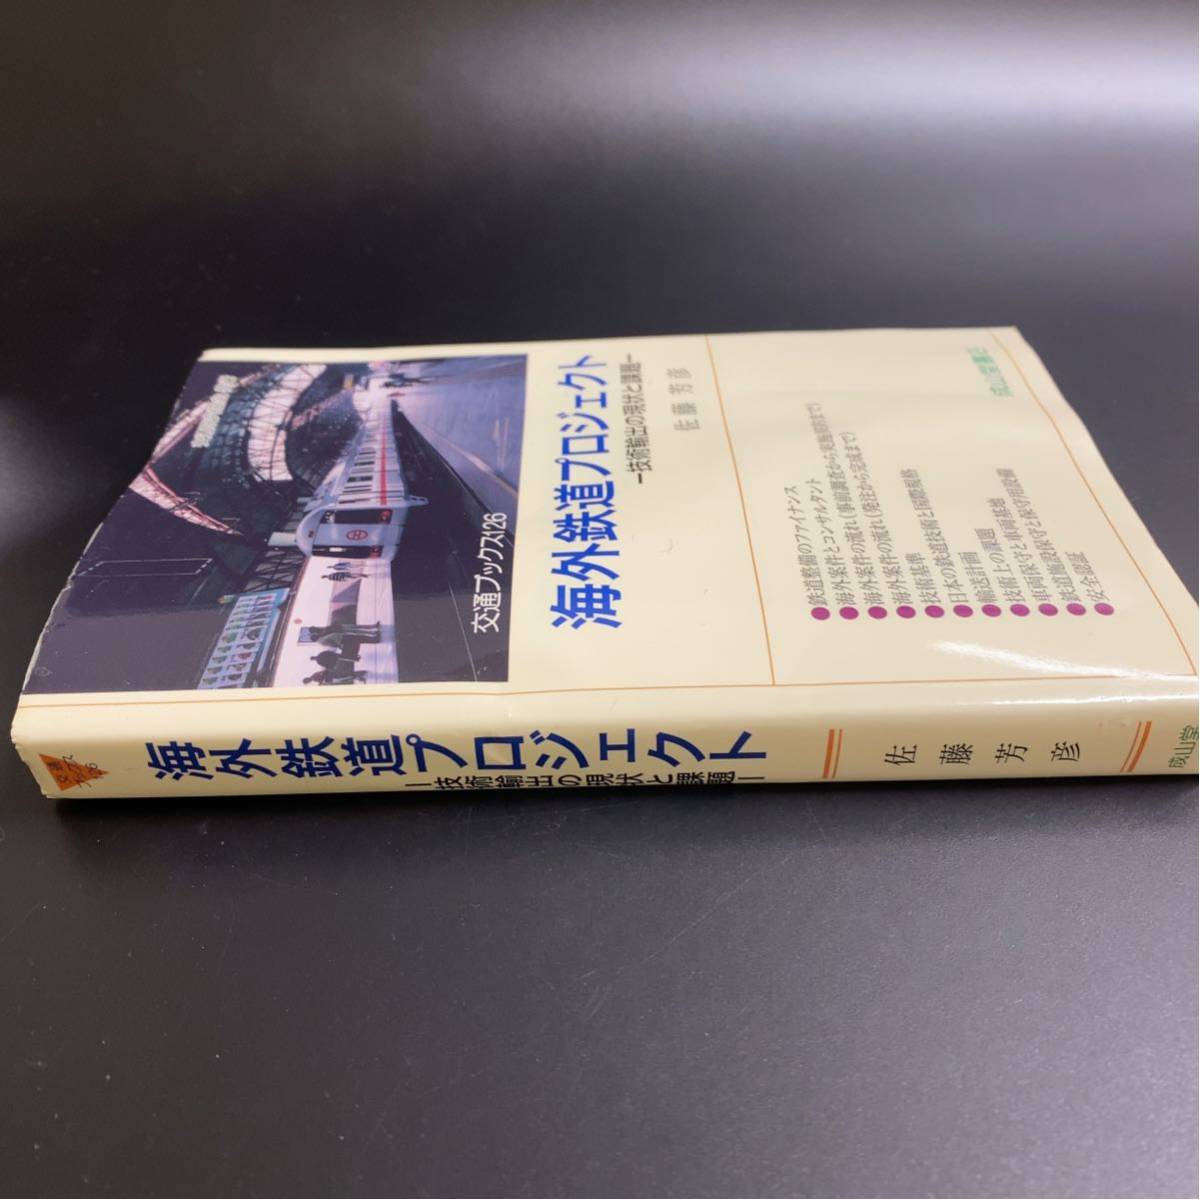 交通ブックス126
海外鉄道プロジェクト
―技術輸出の現状と課題―
佐藤芳彦
●鉄道整備のファイナンス
●海外案件とコンサルタント
●海外案件の流れ(事前調査から実施契約まで)
●海外案件の流れ(発注から完成まで)
●技術基準
●日本の鉄道技術と国際規格
●輸送計画
●技術上の課題
●車両保守と車両基地
●鉄道施設保守と保守用設備
●安全認証
成山堂書店
海外鉄道プロジェクト
―技術輸出の現状と課題―
佐藤芳彦
成山堂